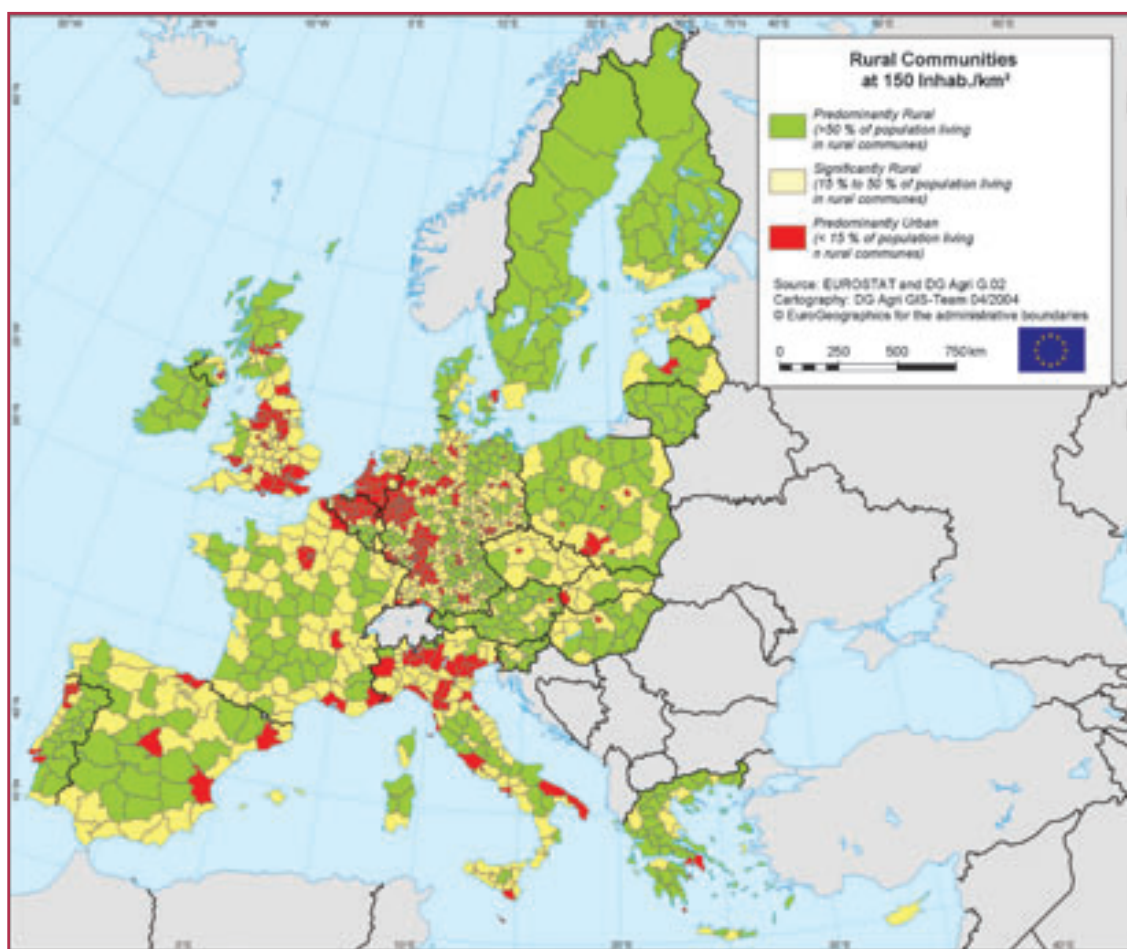 Rural Communities
at 150 Inhab./km²
Predominantly Rural
(>50 % of population living
in rural communes)
Significantly Rural
(15 % to 50 % of population living
in rural communes)
Predominantly Urban
(< 15 % of population living
n rural communes)
Source: EUROSTAT and DG Agri G.02
Cartography: DG Agri GIS-Team 04/2004
© EuroGeographics for the administrative boundaries
0 250 500 750 km